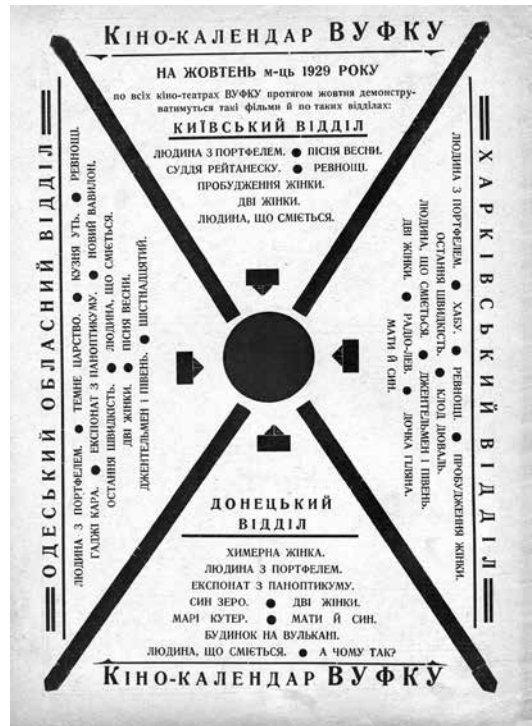 КІНО-КАЛЕНДАР ВУФКУ
НА ЖОВТЕНЬ м-ць 1929 РОКУ
по всіх кіно-театрах ВУФКУ протягом жовтня демонстру-
ватимуться такі фільми й по таких відділах:
КИЇВСЬКИЙ ВІДДІЛ
ЛЮДИНА З ПОРТФЕЛЕМ. ● ПІСНЯ ВЕСНИ.
СУДДЯ РЕЙТАНЕСКУ. ● РЕВНОЩІ.
ПРОБУДЖЕННЯ ЖІНКИ.
ДВІ ЖІНКИ.
ЛЮДИНА, ЩО СМІЄТЬСЯ.
ОДЕСЬКИЙ ОБЛАСНИЙ ВІДДІЛ
ЛЮДИНА З ПОРТФЕЛЕМ. ● ТЕМНЕ ЦАРСТВО. ● КУЗНЯ УТЬ. ● РЕВНОЩІ.
ГАДЖІ КАРА. ● ЕКСПОНАТ З ПАНОПТИКУМУ. ● НОВИЙ ВАВИЛОН.
ОСТАННЯ ШВИДКІСТЬ. ● ЛЮДИНА, ЩО СМІЄТЬСЯ.
ДВІ ЖІНКИ. ● ПІСНЯ ВЕСНИ.
ДЖЕНТЕЛЬМЕН І ПІВЕНЬ. ● ШІСТНАДЦЯТИЙ.
ХАРКІВСЬКИЙ ВІДДІЛ
ЛЮДИНА З ПОРТФЕЛЕМ. ● ХАБУ. ● РЕВНОЩІ. ● ПРОБУДЖЕННЯ ЖІНКИ.
ОСТАННЯ ШВИДКІСТЬ. ● КЛОД ДЮВАЛЬ.
ЛЮДИНА, ЩО СМІЄТЬСЯ. ● ДЖЕНТЕЛЬМЕН І ПІВЕНЬ.
ДВІ ЖІНКИ. ● РАДІО-ЛЕВ. ● ДОЧКА ГІЛЯНА.
МАТИ Й СИН.
ДОНЕЦЬКИЙ
ВІДДІЛ
ХИМЕРНА ЖІНКА.
ЛЮДИНА З ПОРТФЕЛЕМ.
ЕКСПОНАТ З ПАНОПТИКУМУ.
СИН ЗЕРО. ● ДВІ ЖІНКИ.
МАРІ КУТЕР. ● МАТИ Й СИН.
БУДИНОК НА ВУЛЬКАНІ.
ЛЮДИНА, ЩО СМІЄТЬСЯ. ● А ЧОМУ ТАК?
КІНО-КАЛЕНДАР ВУФКУ